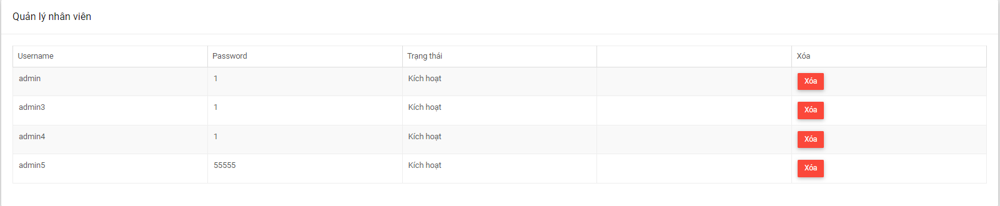 Quản lý nhân viên
Username Password Trạng thái Xóa
admin 1 Kích hoạt Xóa
admin3 1 Kích hoạt Xóa
admin4 1 Kích hoạt Xóa
admin5 55555 Kích hoạt Xóa